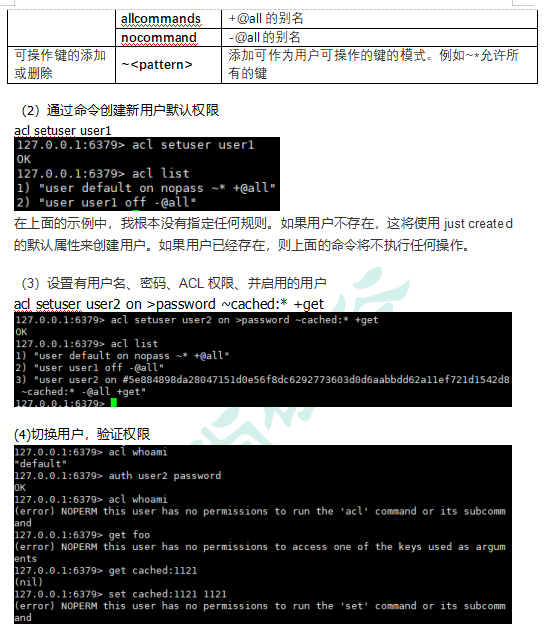 allcommands +@all 的别名
nocommand -@all 的别名
可操作键的添加
或删除
~<pattern>
添加可作为用户可操作的键的模式。例如~*允许所
有的键
（2）通过命令创建新用户默认权限
acl setuser user1
127.0.0.1:6379> acl setuser user1
OK
127.0.0.1:6379> acl list
1) "user default on nopass ~* +@all"
2) "user user1 off -@all"
在上面的示例中，我根本没有指定任何规则。如果用户不存在，这将使用 just created
的默认属性来创建用户。如果用户已经存在，则上面的命令将不执行任何操作。
（3）设置有用户名、密码、ACL 权限、并启用的用户
acl setuser user2 on >password ~cached:* +get
127.0.0.1:6379> acl setuser user2 on >password ~cached:* +get
OK
127.0.0.1:6379> acl list
1) "user default on nopass ~* +@all"
2) "user user1 off -@all"
3) "user user2 on #5e884898da28047151d0e56f8dc6292773603d0d6aabbdd62a11ef721d1542d8
~cached:* -@all +get"
127.0.0.1:6379>
(4)切换用户，验证权限
127.0.0.1:6379> acl whoami
"default"
127.0.0.1:6379> auth user2 password
OK
127.0.0.1:6379> acl whoami
(error) NOPERM this user has no permissions to run the 'acl' command or its subcomm
and
127.0.0.1:6379> get foo
(error) NOPERM this user has no permissions to access one of the keys used as argum
ents
127.0.0.1:6379> get cached:1121
(nil)
127.0.0.1:6379> set cached:1121 1121
(error) NOPERM this user has no permissions to run the 'set' command or its subcomm
and